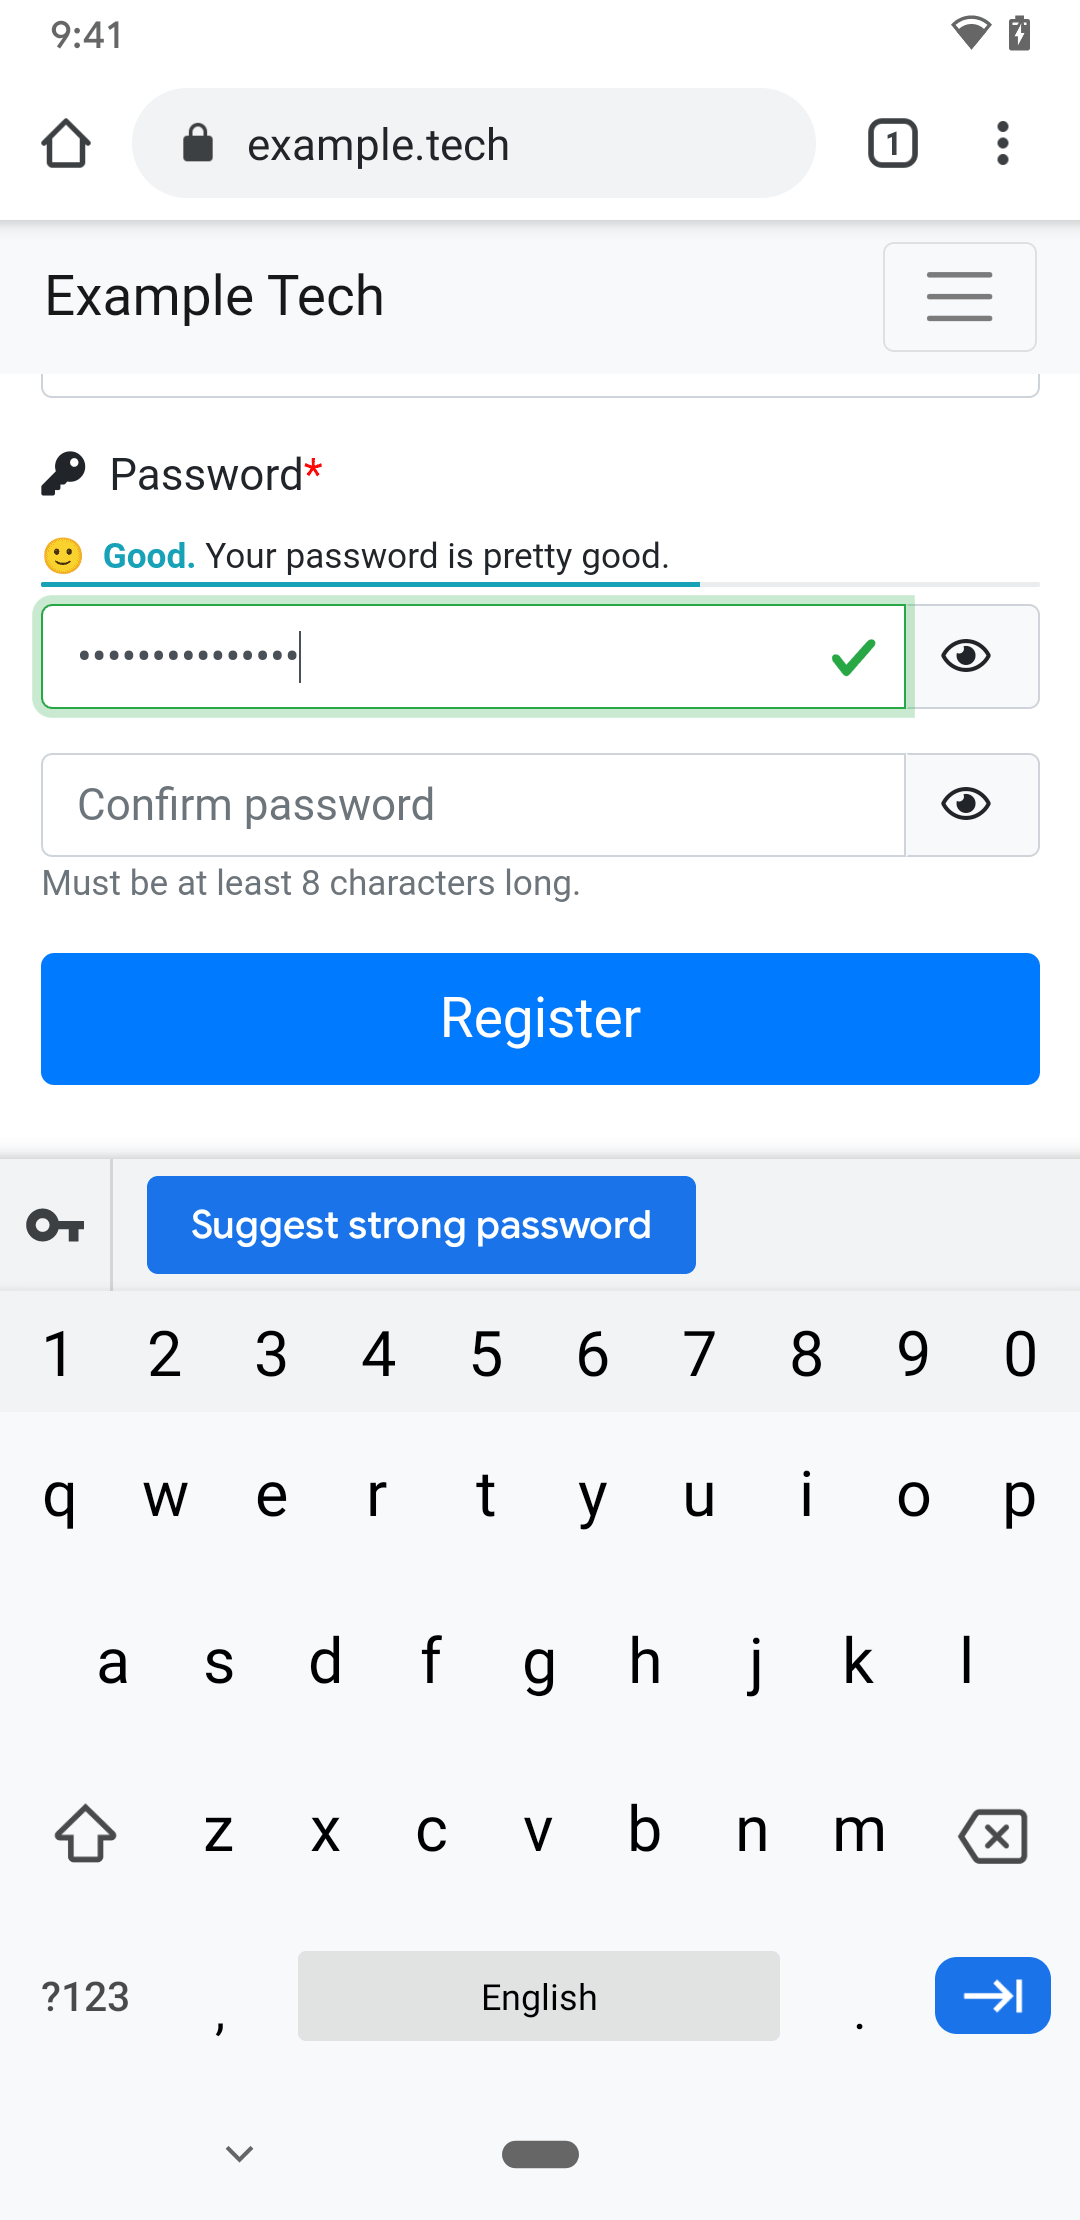 9:41
example.tech
1
Example Tech
Password*
Good. Your password is pretty good.
•••••••••••••••
Confirm password
Must be at least 8 characters long.
Register
Suggest strong password
1 2 3 4 5 6 7 8 9 0
q w e r t y u i o p
a s d f g h j k l
z x c v b n m
?123 , English .